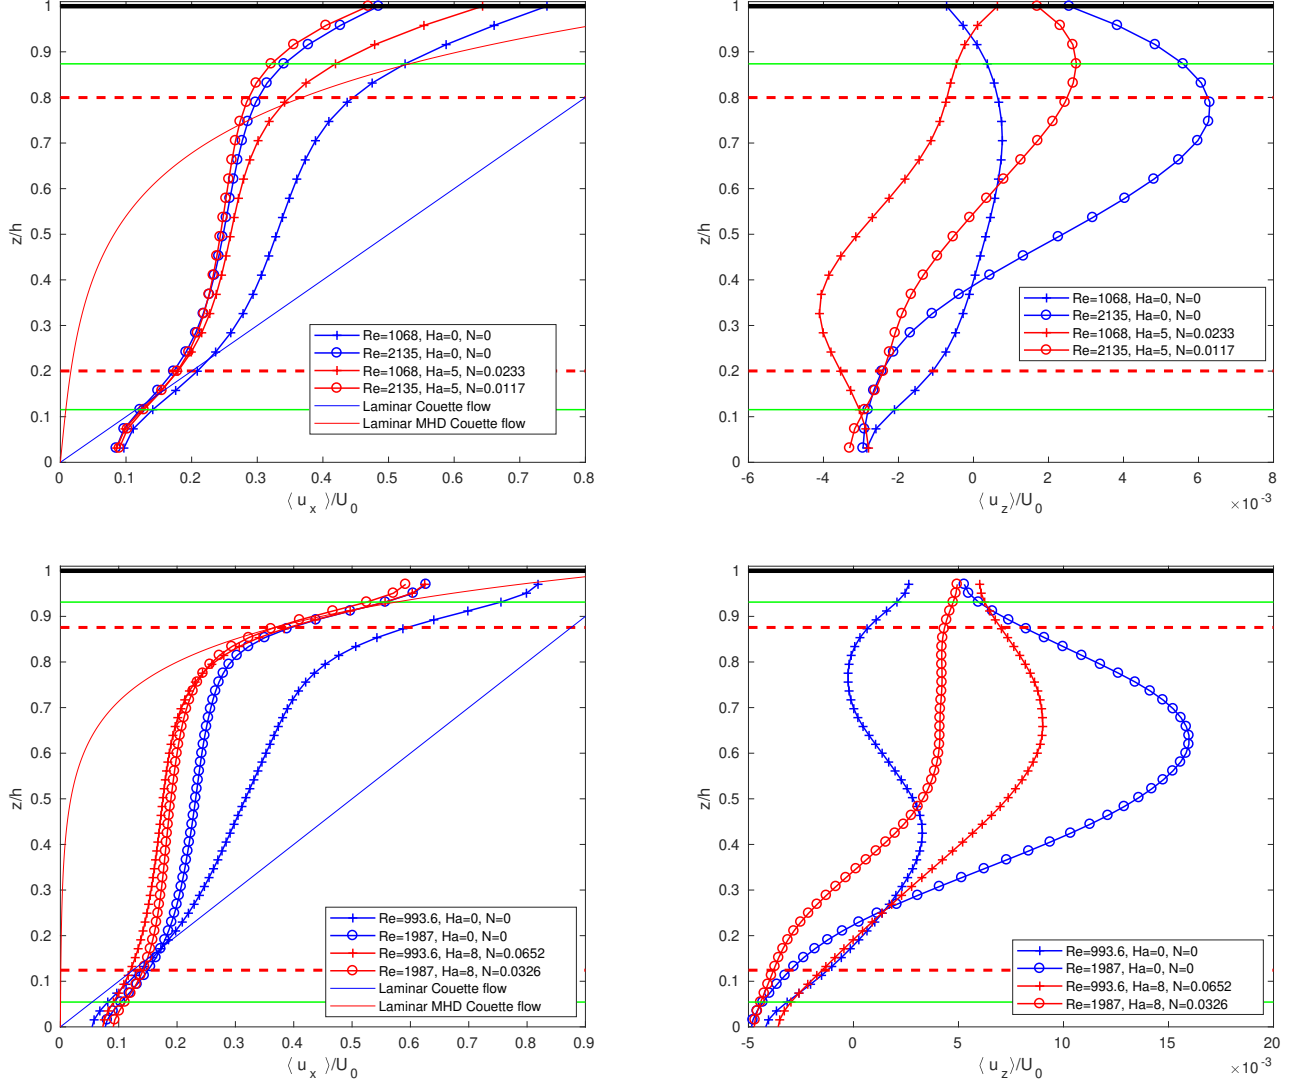 1
0.9
0.8
0.7
0.6
0.5
0.4
0.3
0.2
0.1
0
z/h
0 0.1 0.2 0.3 0.4 0.5 0.6 0.7 0.8
⟨ u_x ⟩/U_0
Re=1068, Ha=0, N=0
Re=2135, Ha=0, N=0
Re=1068, Ha=5, N=0.0233
Re=2135, Ha=5, N=0.0117
Laminar Couette flow
Laminar MHD Couette flow
1
0.9
0.8
0.7
0.6
0.5
0.4
0.3
0.2
0.1
0
z/h
-6 -4 -2 0 2 4 6 8
⟨ u_z ⟩/U_0
×10^-3
Re=1068, Ha=0, N=0
Re=2135, Ha=0, N=0
Re=1068, Ha=5, N=0.0233
Re=2135, Ha=5, N=0.0117
1
0.9
0.8
0.7
0.6
0.5
0.4
0.3
0.2
0.1
0
z/h
0 0.1 0.2 0.3 0.4 0.5 0.6 0.7 0.8 0.9
⟨ u_x ⟩/U_0
Re=993.6, Ha=0, N=0
Re=1987, Ha=0, N=0
Re=993.6, Ha=8, N=0.0652
Re=1987, Ha=8, N=0.0326
Laminar Couette flow
Laminar MHD Couette flow
1
0.9
0.8
0.7
0.6
0.5
0.4
0.3
0.2
0.1
0
z/h
-5 0 5 10 15 20
⟨ u_z ⟩/U_0
×10^-3
Re=993.6, Ha=0, N=0
Re=1987, Ha=0, N=0
Re=993.6, Ha=8, N=0.0652
Re=1987, Ha=8, N=0.0326